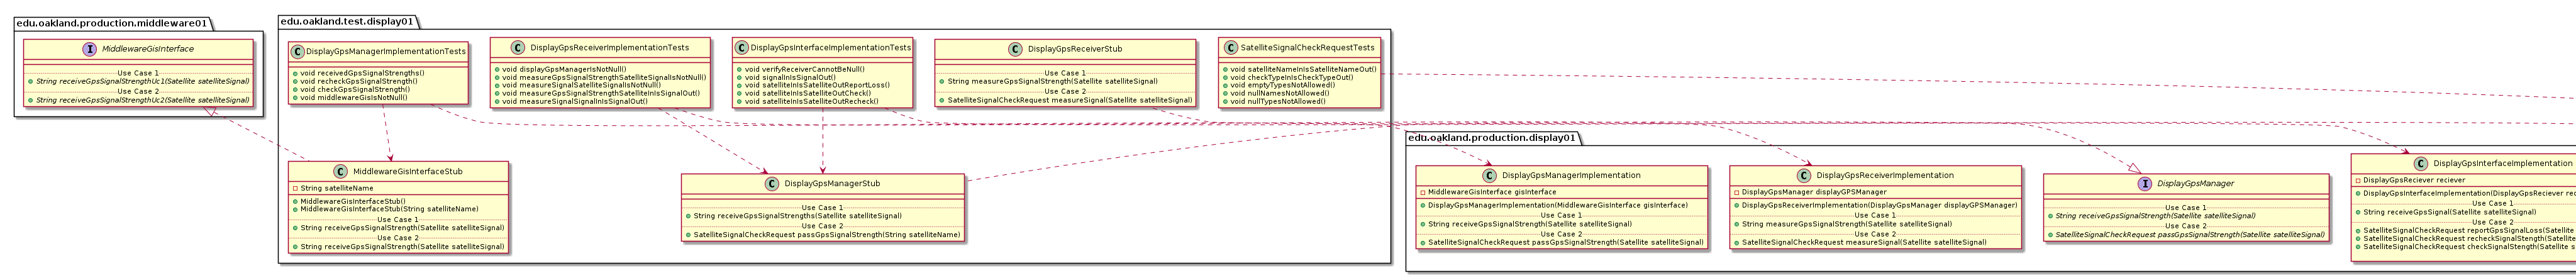 edu.oakland.production.middleware01
I MiddlewareGisInterface
Use Case 1
String receiveGpsSignalStrengthUc1(Satellite satelliteSignal)
Use Case 2
String receiveGpsSignalStrengthUc2(Satellite satelliteSignal)
edu.oakland.test.display01
C DisplayGpsManagerImplementationTests
void receivedGpsSignalStrengths()
void recheckGpsSignalStrength()
void checkGpsSignalStrength()
void middlewareGisIsNotNull()
C DisplayGpsReceiverImplementationTests
void displayGpsManagerIsNotNull()
void measureGpsSignalStrengthSatelliteSignalIsNotNull()
void measureSignalSatelliteSignalIsNotNull()
void measureGpsSignalStrengthSatelliteInIsSignalOut()
void measureSignalSignalInIsSignalOut()
C DisplayGpsInterfaceImplementationTests
void verifyReceiverCannotBeNull()
void signalInIsSignalOut()
void satelliteInIsSatelliteOutReportLoss()
void satelliteInIsSatelliteOutCheck()
void satelliteInIsSatelliteOutRecheck()
C DisplayGpsReceiverStub
Use Case 1
String measureGpsSignalStrength(Satellite satelliteSignal)
Use Case 2
SatelliteSignalCheckRequest measureSignal(Satellite satelliteSignal)
C SatelliteSignalCheckRequestTests
void satelliteNameInIsSatelliteNameOut()
void checkTypeInIsCheckTypeOut()
void emptyTypesNotAllowed()
void nullNamesNotAllowed()
void nullTypesNotAllowed()
C MiddlewareGisInterfaceStub
String satelliteName
MiddlewareGisInterfaceStub()
MiddlewareGisInterfaceStub(String satelliteName)
Use Case 1
String receiveGpsSignalStrength(Satellite satelliteSignal)
Use Case 2
String receiveGpsSignalStrength(Satellite satelliteSignal)
C DisplayGpsManagerStub
Use Case 1
String receiveGpsSignalStrengths(Satellite satelliteSignal)
Use Case 2
SatelliteSignalCheckRequest passGpsSignalStrength(String satelliteName)
edu.oakland.production.display01
C DisplayGpsManagerImplementation
MiddlewareGisInterface gisInterface
DisplayGpsManagerImplementation(MiddlewareGisInterface gisInterface)
Use Case 1
String receiveGpsSignalStrength(Satellite satelliteSignal)
Use Case 2
SatelliteSignalCheckRequest passGpsSignalStrength(Satellite satelliteSignal)
C DisplayGpsReceiverImplementation
DisplayGpsManager displayGPSManager
DisplayGpsReceiverImplementation(DisplayGpsManager displayGPSManager)
Use Case 1
String measureGpsSignalStrength(Satellite satelliteSignal)
Use Case 2
SatelliteSignalCheckRequest measureSignal(Satellite satelliteSignal)
I DisplayGpsManager
Use Case 1
String receiveGpsSignalStrength(Satellite satelliteSignal)
Use Case 2
SatelliteSignalCheckRequest passGpsSignalStrength(Satellite satelliteSignal)
C DisplayGpsInterfaceImplementation
DisplayGpsReciever reciever
DisplayGpsInterfaceImplementation(DisplayGpsReciever rec
Use Case 1
String receiveGpsSignal(Satellite satelliteSignal)
Use Case 2
SatelliteSignalCheckRequest reportGpsSignalLoss(Satellite
SatelliteSignalCheckRequest recheckSignalStength(Satellite
SatelliteSignalCheckRequest checkSignalStength(Satellite s